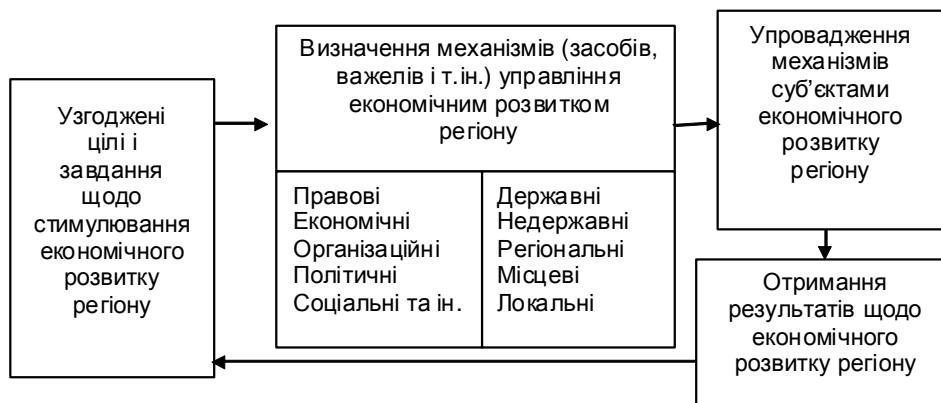 Узгоджені
цілі і
завдання
щодо
стимулювання
економічного
розвитку
регіону
Визначення механізмів (засобів,
важелів і т.ін.) управління
економічним розвитком
регіону
Правові
Економічні
Організаційні
Політичні
Соціальні та ін.
Державні
Недержавні
Регіональні
Місцеві
Локальні
Упровадження
механізмів
суб’єктами
економічного
розвитку
регіону
Отримання
результатів щодо
економічного
розвитку регіону